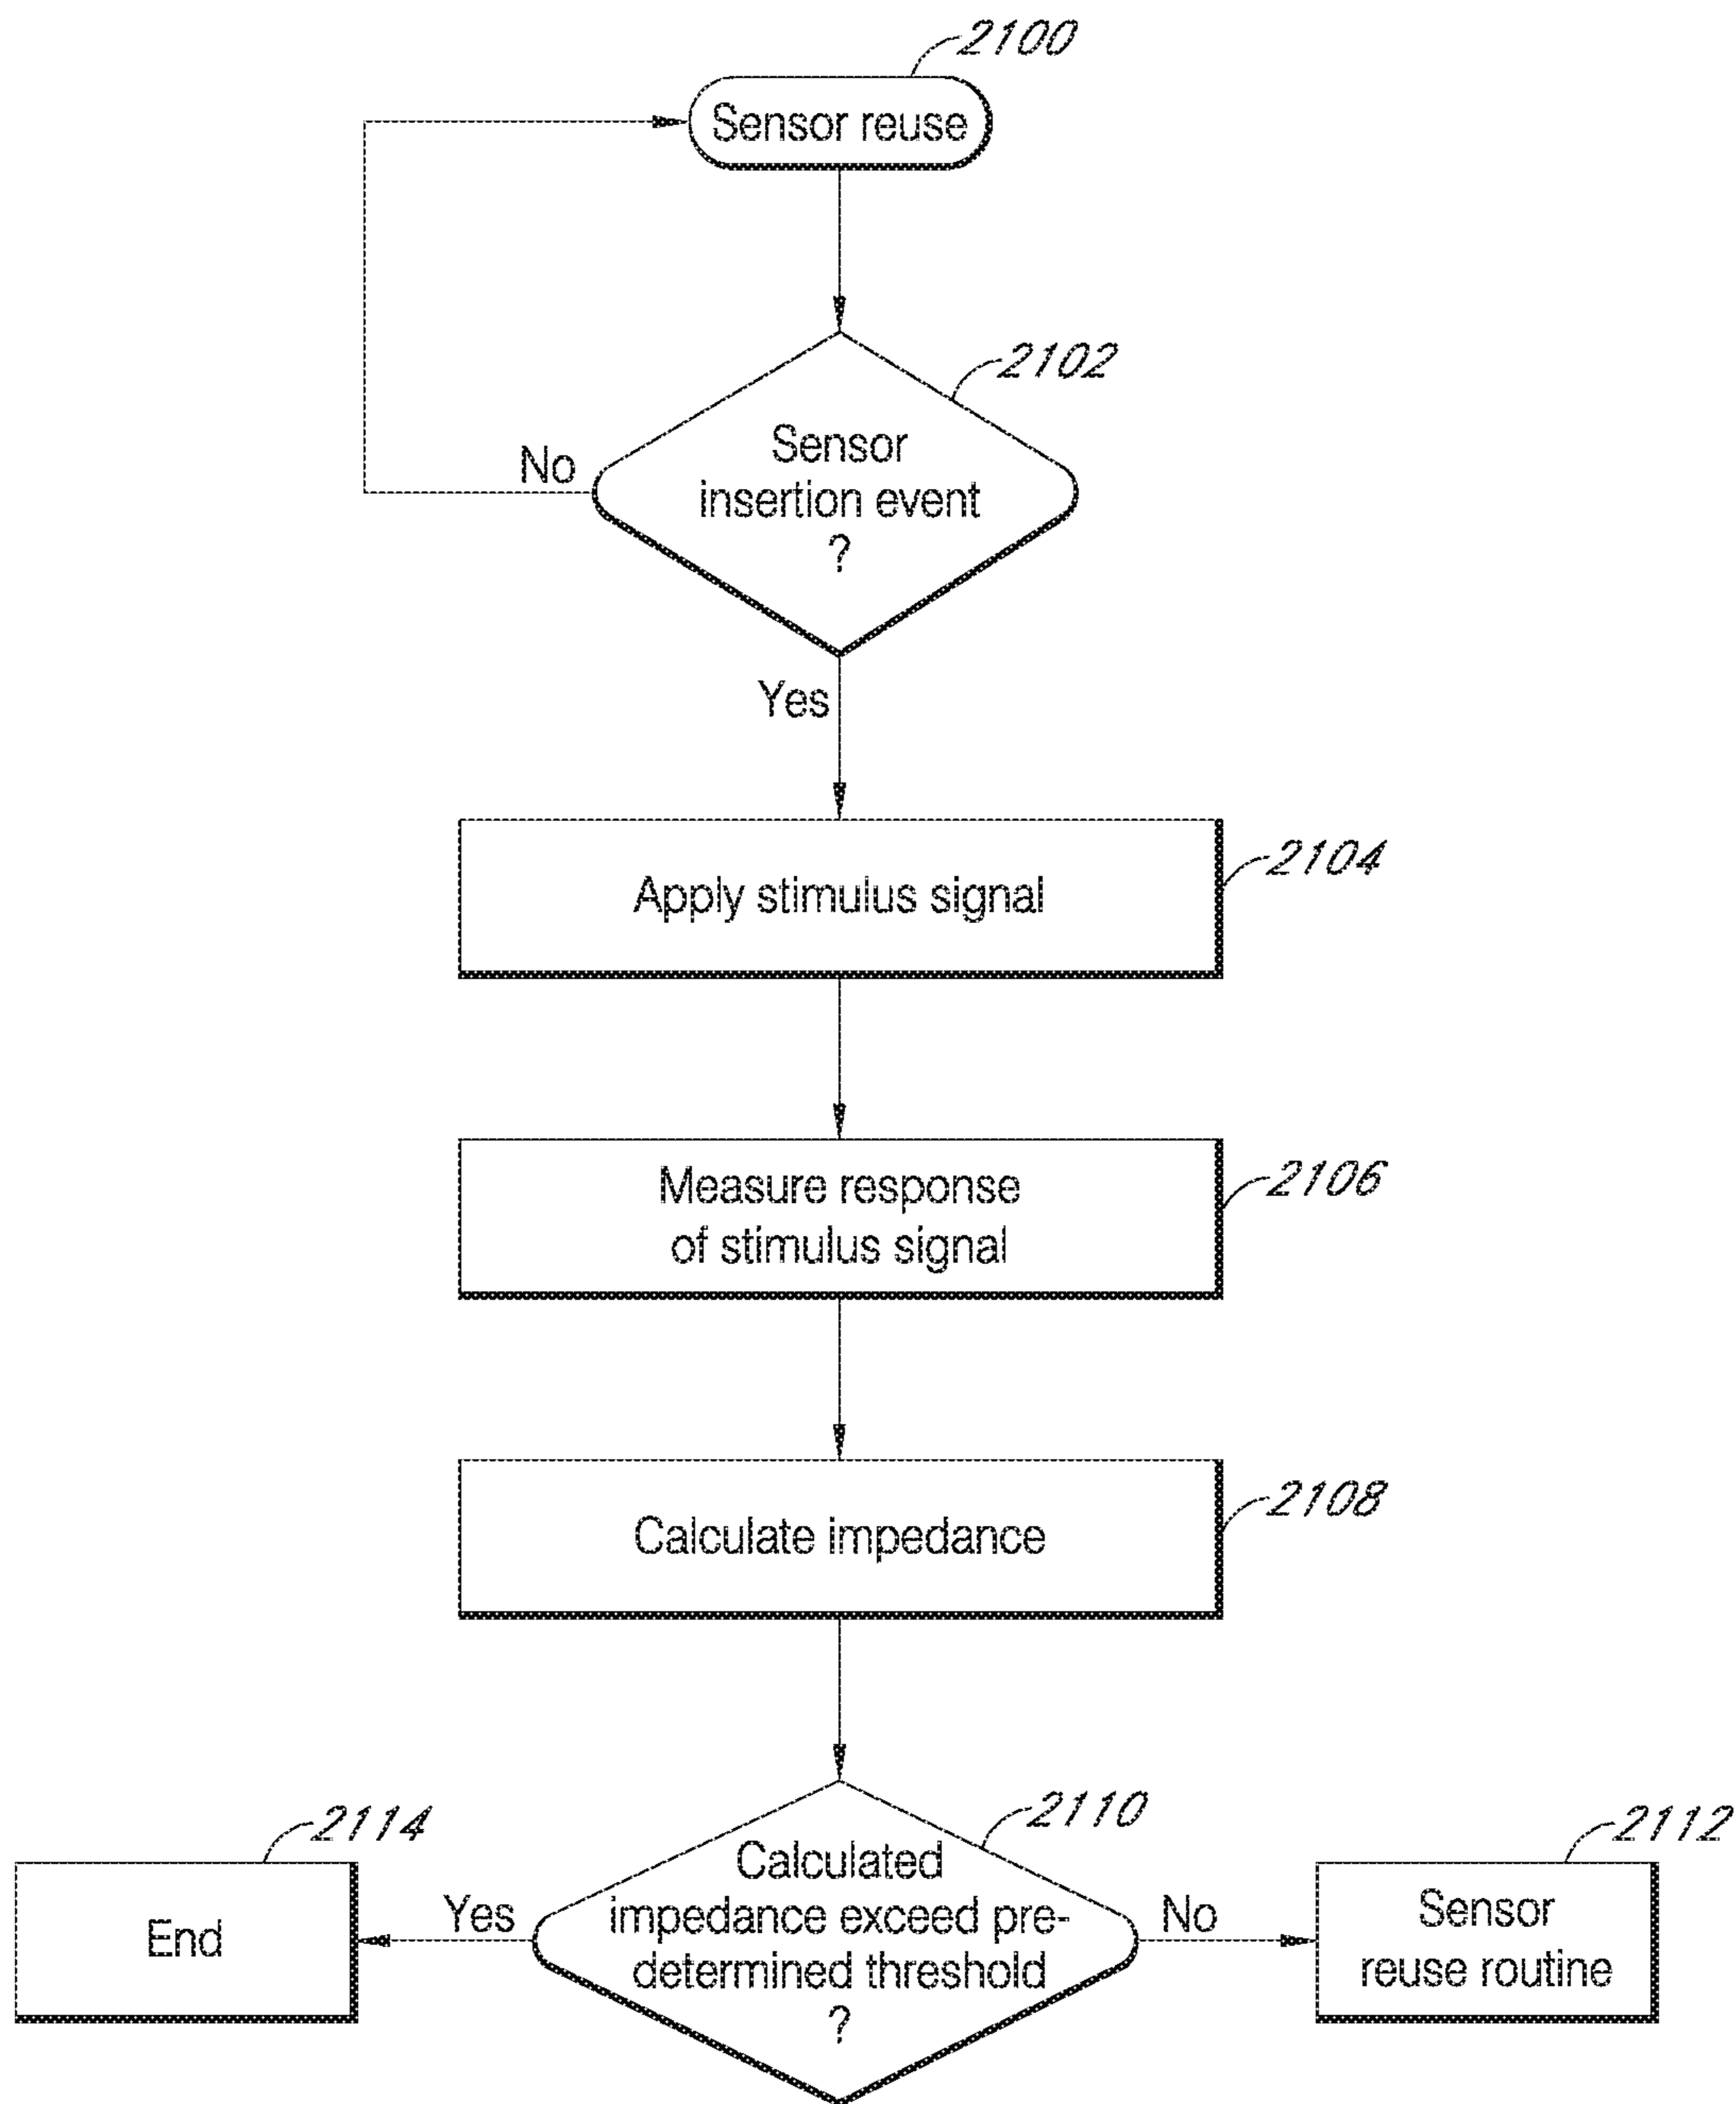 2100
Sensor reuse
2102
Sensor
insertion event
?
No
Yes
2104
Apply stimulus signal
2106
Measure response
of stimulus signal
2108
Calculate impedance
2110
Calculated
impedance exceed pre-
determined threshold
?
Yes
2114
End
No
2112
Sensor
reuse routine